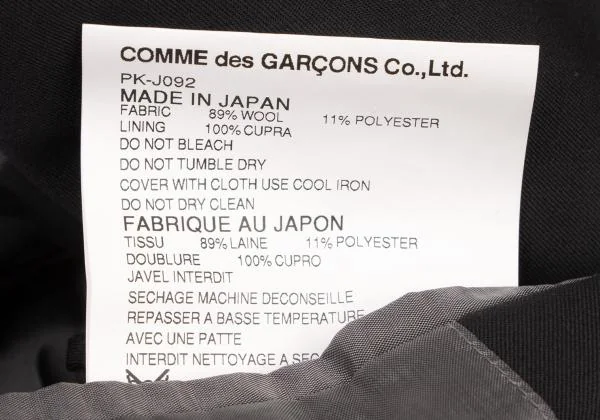 COMME des GARÇONS Co.,Ltd.
PK-J092
MADE IN JAPAN
FABRIC 89% WOOL 11% POLYESTER
LINING 100% CUPRA
DO NOT BLEACH
DO NOT TUMBLE DRY
COVER WITH CLOTH USE COOL IRON
DO NOT DRY CLEAN
FABRIQUE AU JAPON
TISSU 89% LAINE 11% POLYESTER
DOUBLURE 100% CUPRO
JAVEL INTERDIT
SECHAGE MACHINE DECONSEILLE
REPASSER A BASSE TEMPERATURE
AVEC UNE PATTE
INTERDIT NETTOYAGE A SEC